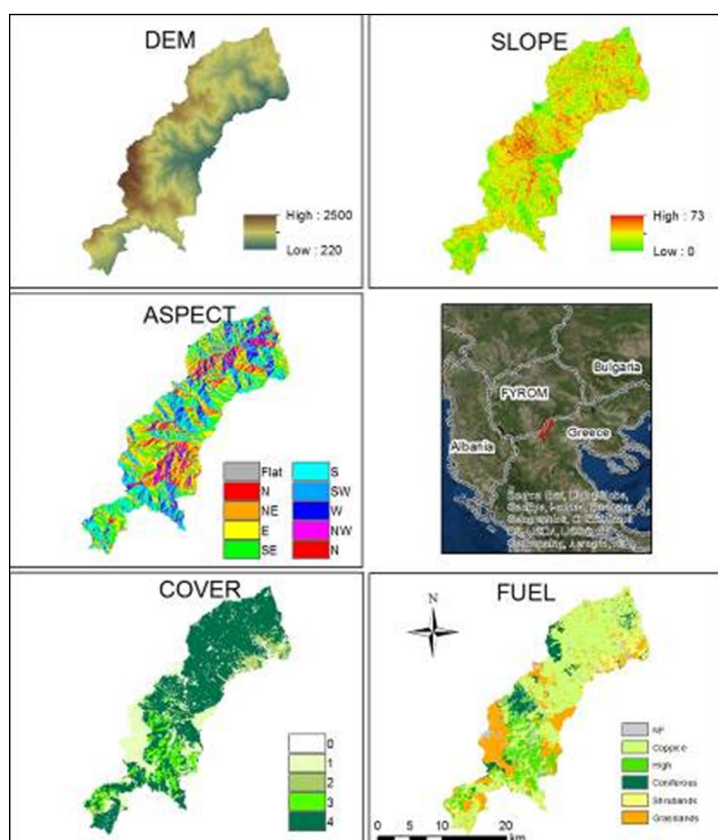 DEM
High : 2500
Low : 220
SLOPE
High : 73
Low : 0
ASPECT
Flat
N
NE
E
SE
S
SW
W
NW
N
Bulgaria
FYROM
Albania
Greece
COVER
0
1
2
3
4
FUEL
N
NF
Coppice
High
Coniferous
Shrublands
Grasslands
0 5 10 20
km